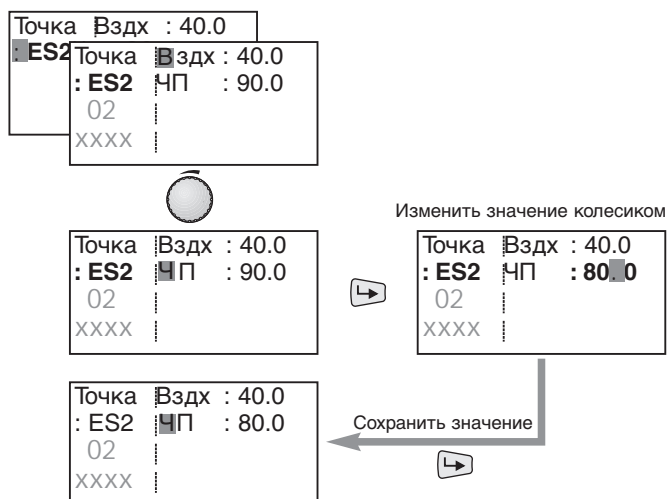 Точка Вздх : 40.0
: ES2
Точка Вздх : 40.0
: ES2 ЧП : 90.0
02
xxxx
Изменить значение колесиком
Точка Вздх : 40.0
: ES2 ЧП : 90.0
02
xxxx
Точка Вздх : 40.0
: ES2 ЧП : 80.0
02
xxxx
Точка Вздх : 40.0
: ES2 ЧП : 80.0
02
xxxx
Сохранить значение